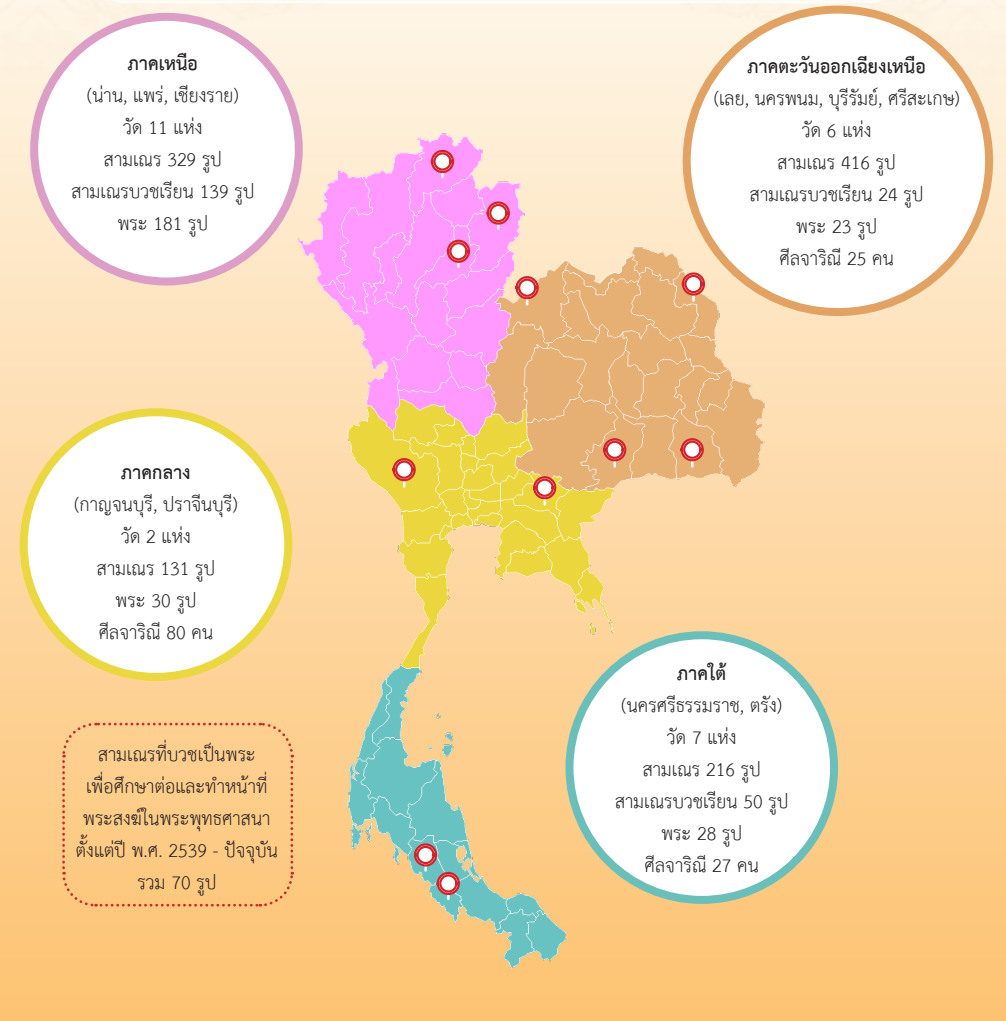 ภาคเหนือ
(น่าน, แพร่, เชียงราย)
วัด 11 แห่ง
สามเณร 329 รูป
สามเณรบวชเรียน 139 รูป
พระ 181 รูป
ภาคตะวันออกเฉียงเหนือ
(เลย, นครพนม, บุรีรัมย์, ศรีสะเกษ)
วัด 6 แห่ง
สามเณร 416 รูป
สามเณรบวชเรียน 24 รูป
พระ 23 รูป
ศีลจาริณี 25 คน
ภาคกลาง
(กาญจนบุรี, ปราจีนบุรี)
วัด 2 แห่ง
สามเณร 131 รูป
พระ 30 รูป
ศีลจาริณี 80 คน
ภาคใต้
(นครศรีธรรมราช, ตรัง)
วัด 7 แห่ง
สามเณร 216 รูป
สามเณรบวชเรียน 50 รูป
พระ 28 รูป
ศีลจาริณี 27 คน
สามเณรที่บวชเป็นพระ
เพื่อศึกษาต่อและทำหน้าที่
พระสงฆ์ในพระพุทธศาสนา
ตั้งแต่ปี พ.ศ. 2539 - ปัจจุบัน
รวม 70 รูป